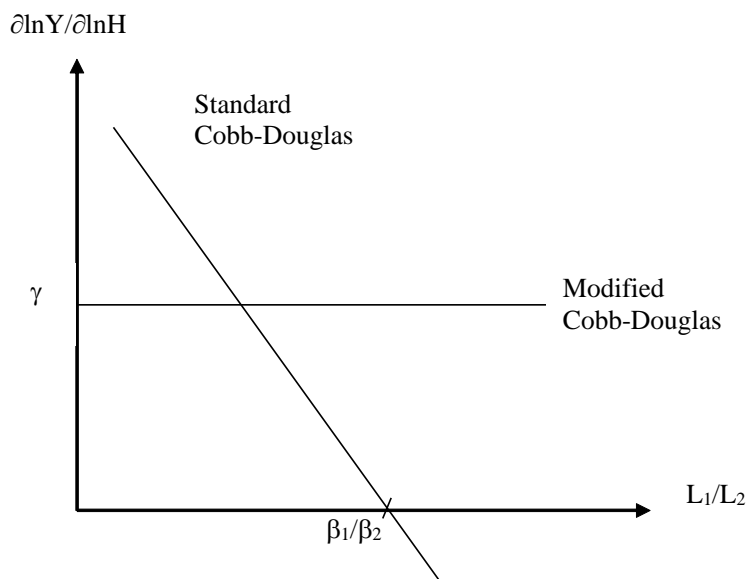 ∂lnY/∂lnH
Standard
Cobb-Douglas
γ
Modified
Cobb-Douglas
L₁/L₂
β₁/β₂